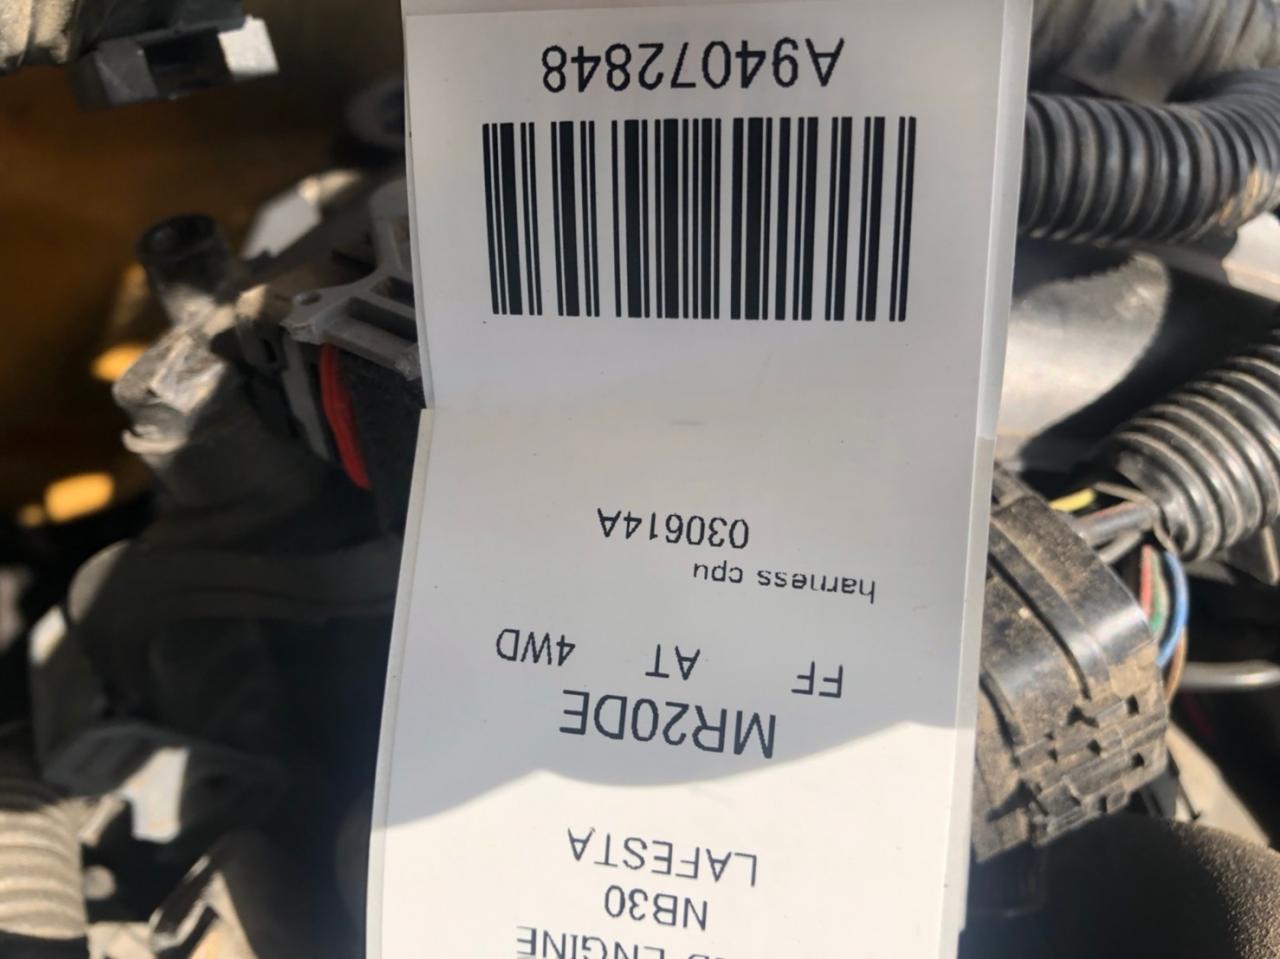 ENGINE
NB30
LAFESTA
MR20DE
FF AT 4WD
harness cpu
030614A
A94072848